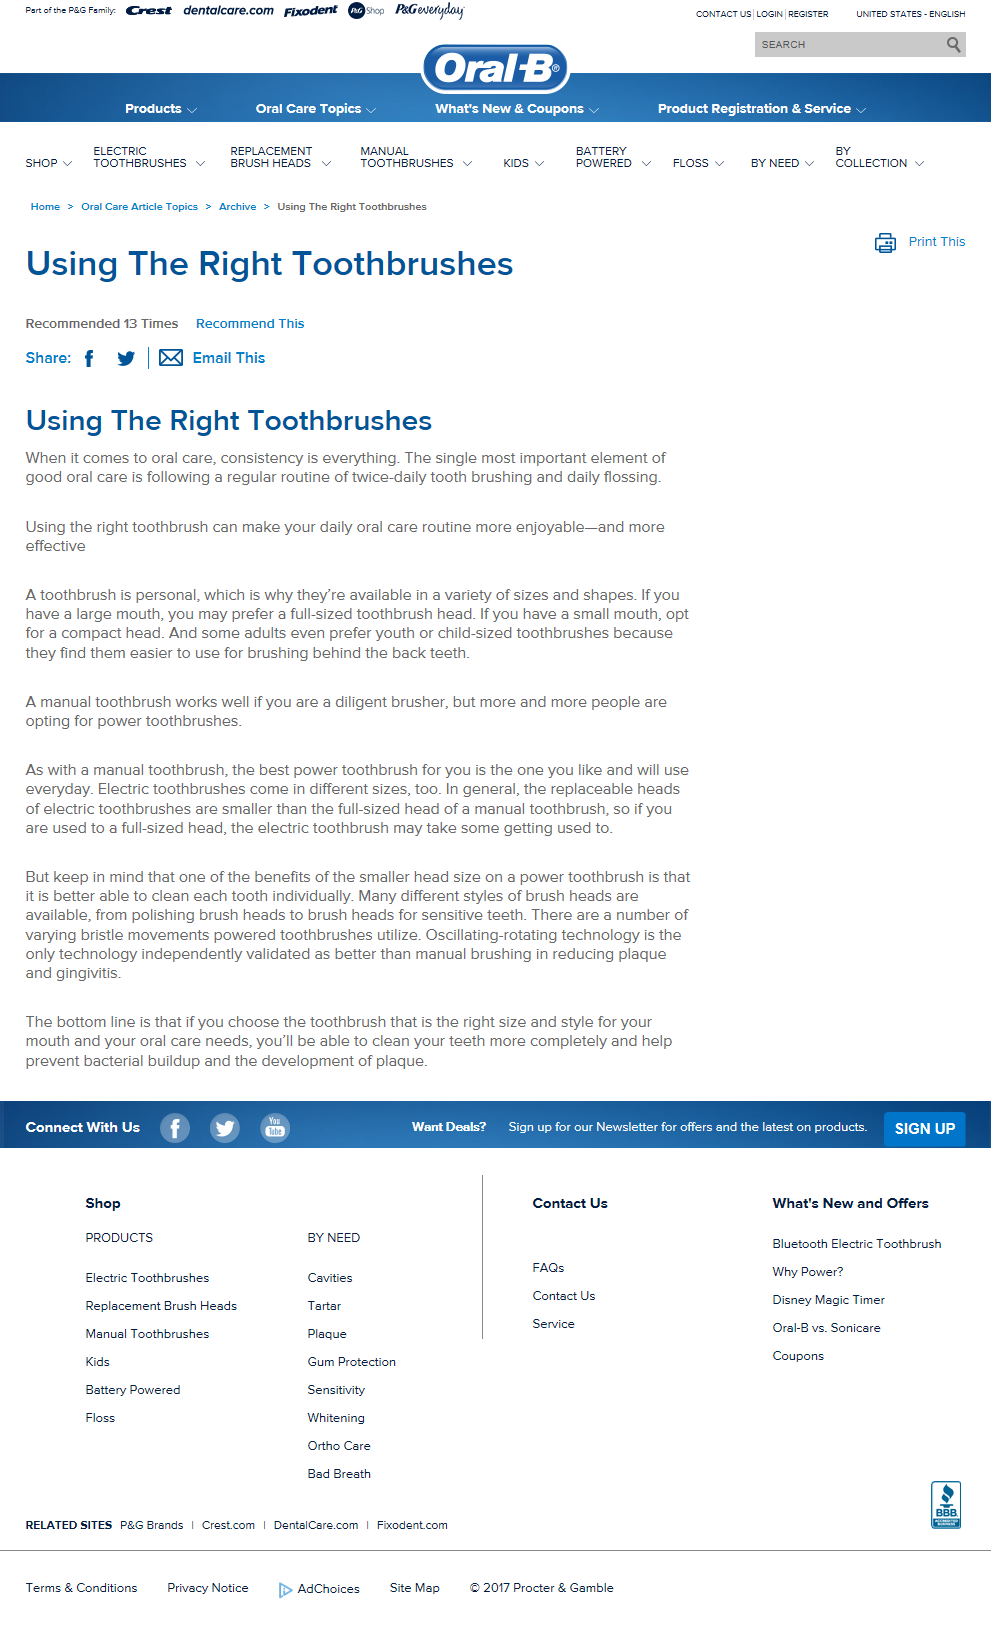 Part of the P&G Family: Crest dentalcare.com Fixodent P&G Shop P&G everyday
CONTACT US | LOGIN | REGISTER UNITED STATES - ENGLISH
SEARCH
Oral-B®
Products Oral Care Topics What's New & Coupons Product Registration & Service
SHOP ELECTRIC TOOTHBRUSHES REPLACEMENT BRUSH HEADS MANUAL TOOTHBRUSHES KIDS BATTERY POWERED FLOSS BY NEED BY COLLECTION
Home > Oral Care Article Topics > Archive > Using The Right Toothbrushes
Print This
Using The Right Toothbrushes
Recommended 13 Times Recommend This
Share: Email This
Using The Right Toothbrushes
When it comes to oral care, consistency is everything. The single most important element of
good oral care is following a regular routine of twice-daily tooth brushing and daily flossing.
Using the right toothbrush can make your daily oral care routine more enjoyable—and more
effective
A toothbrush is personal, which is why they're available in a variety of sizes and shapes. If you
have a large mouth, you may prefer a full-sized toothbrush head. If you have a small mouth, opt
for a compact head. And some adults even prefer youth or child-sized toothbrushes because
they find them easier to use for brushing behind the back teeth.
A manual toothbrush works well if you are a diligent brusher, but more and more people are
opting for power toothbrushes.
As with a manual toothbrush, the best power toothbrush for you is the one you like and will use
everyday. Electric toothbrushes come in different sizes, too. In general, the replaceable heads
of electric toothbrushes are smaller than the full-sized head of a manual toothbrush, so if you
are used to a full-sized head, the electric toothbrush may take some getting used to.
But keep in mind that one of the benefits of the smaller head size on a power toothbrush is that
it is better able to clean each tooth individually. Many different styles of brush heads are
available, from polishing brush heads to brush heads for sensitive teeth. There are a number of
varying bristle movements powered toothbrushes utilize. Oscillating-rotating technology is the
only technology independently validated as better than manual brushing in reducing plaque
and gingivitis.
The bottom line is that if you choose the toothbrush that is the right size and style for your
mouth and your oral care needs, you'll be able to clean your teeth more completely and help
prevent bacterial buildup and the development of plaque.
Connect With Us You Tube Want Deals? Sign up for our Newsletter for offers and the latest on products. SIGN UP
Shop
PRODUCTS
Electric Toothbrushes
Replacement Brush Heads
Manual Toothbrushes
Kids
Battery Powered
Floss
BY NEED
Cavities
Tartar
Plaque
Gum Protection
Sensitivity
Whitening
Ortho Care
Bad Breath
Contact Us
FAQs
Contact Us
Service
What's New and Offers
Bluetooth Electric Toothbrush
Why Power?
Disney Magic Timer
Oral-B vs. Sonicare
Coupons
BBB
ACCREDITED BUSINESS
RELATED SITES P&G Brands | Crest.com | DentalCare.com | Fixodent.com
Terms & Conditions Privacy Notice AdChoices Site Map © 2017 Procter & Gamble